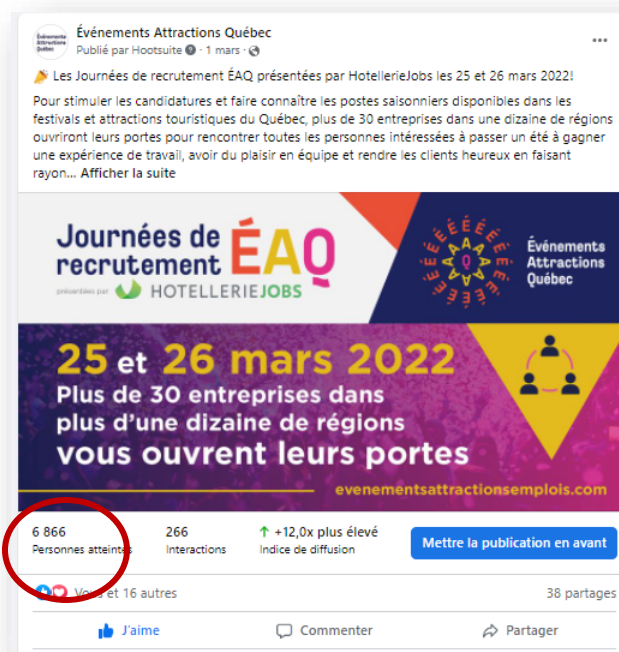 Événements Attractions Québec
Publié par Hootsuite · 1 mars ·
Les Journées de recrutement ÉAQ présentées par HotellerieJobs les 25 et 26 mars 2022!
Pour stimuler les candidatures et faire connaître les postes saisonniers disponibles dans les
festivals et attractions touristiques du Québec, plus de 30 entreprises dans une dizaine de régions
ouvriront leurs portes pour rencontrer toutes les personnes intéressées à passer un été à gagner
une expérience de travail, avoir du plaisir en équipe et rendre les clients heureux en faisant
rayon... Afficher la suite
Journées de
recrutement ÉAQ
présentées par HOTELLERIEJOBS
Événements
Attractions
Québec
25 et 26 mars 2022
Plus de 30 entreprises dans
plus d'une dizaine de régions
vous ouvrent leurs portes
evenementsattractionsemplois.com
6 866
Personnes atteintes
266
Interactions
+12,0x plus élevé
Indice de diffusion
Mettre la publication en avant
Vous et 16 autres
38 partages
J'aime
Commenter
Partager